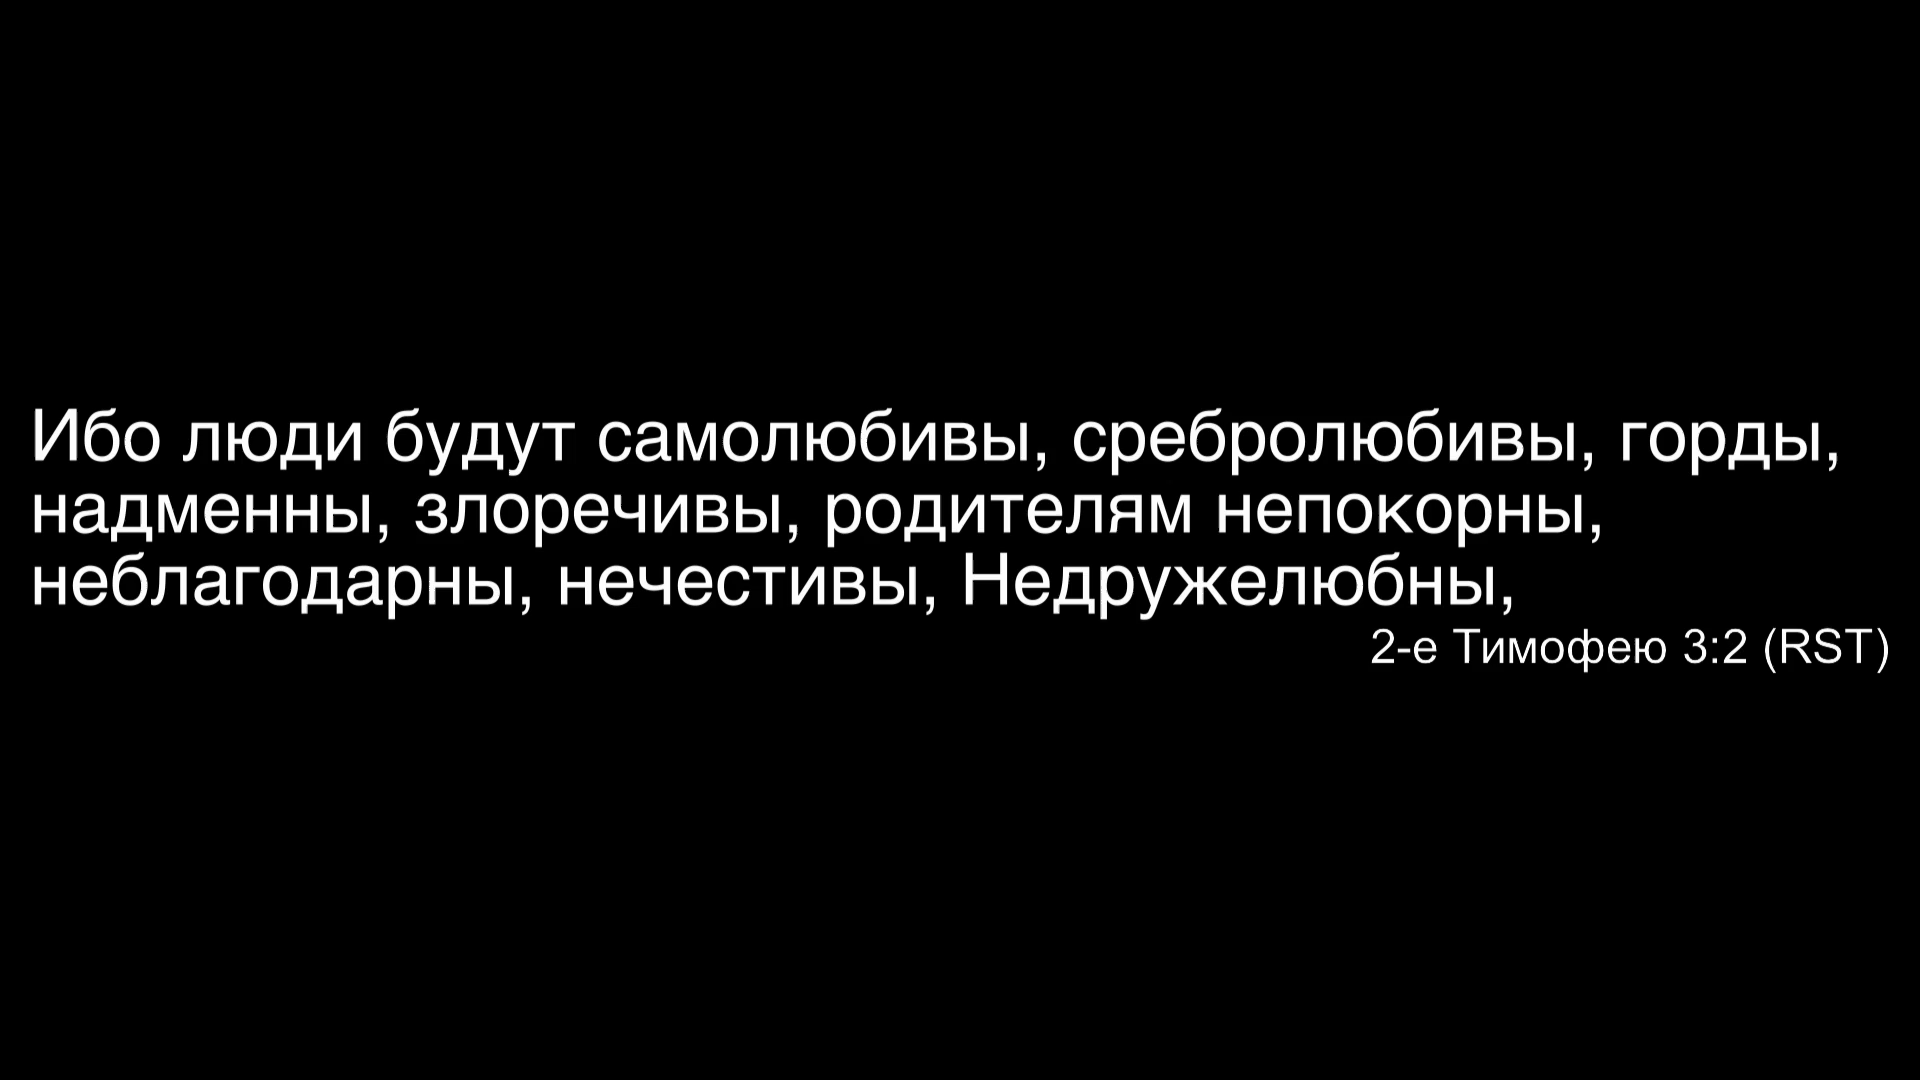 Ибо люди будут самолюбивы, сребролюбивы, горды,
надменны, злоречивы, родителям непокорны,
неблагодарны, нечестивы, Недружелюбны,
2-е Тимофею 3:2 (RST)